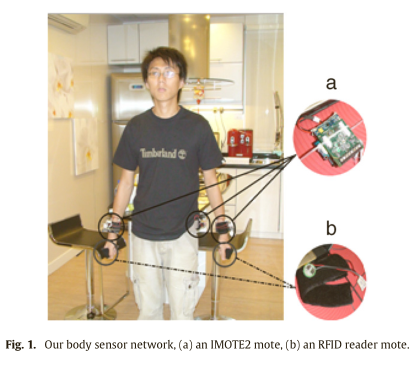 a
Timberland
b
Fig. 1. Our body sensor network, (a) an IMOTE2 mote, (b) an RFID reader mote.